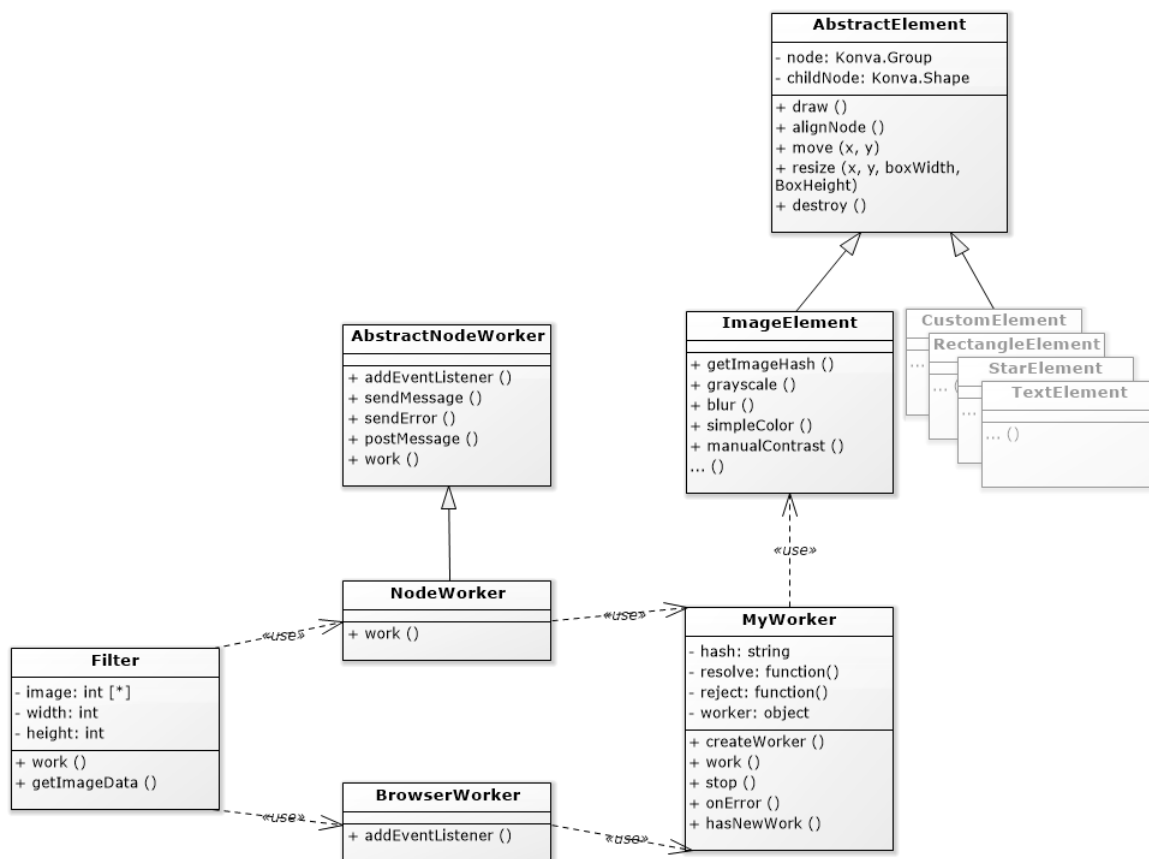 AbstractElement
- node: Konva.Group
- childNode: Konva.Shape
+ draw ()
+ alignNode ()
+ move (x, y)
+ resize (x, y, boxWidth,
BoxHeight)
+ destroy ()
AbstractNodeWorker
+ addEventListener ()
+ sendMessage ()
+ sendError ()
+ postMessage ()
+ work ()
ImageElement
+ getImageHash ()
+ grayscale ()
+ blur ()
+ simpleColor ()
+ manualContrast ()
... ()
CustomElement
...
RectangleElement
... (
StarElement
...
TextElement
... ()
«use»
NodeWorker
+ work ()
«use»
«use»
Filter
- image: int [*]
- width: int
- height: int
+ work ()
+ getImageData ()
MyWorker
- hash: string
- resolve: function()
- reject: function()
- worker: object
+ createWorker ()
+ work ()
+ stop ()
+ onError ()
+ hasNewWork ()
«use»
BrowserWorker
+ addEventListener ()
«use»